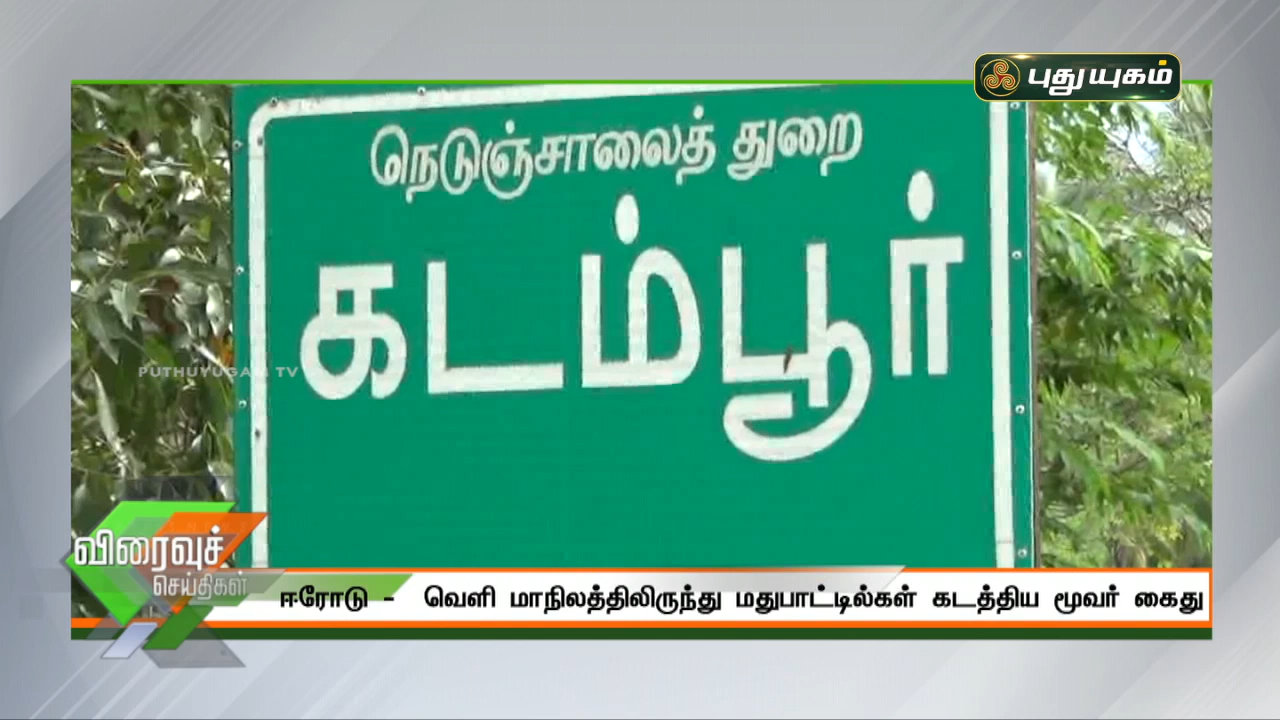 புதுயுகம்
நெடுஞ்சாலைத் துறை
கடம்பூர்
PUTHUYUGAM TV
விரைவுச்
செய்திகள்
ஈரோடு - வெளி மாநிலத்திலிருந்து மதுபாட்டில்கள் கடத்திய மூவர் கைது